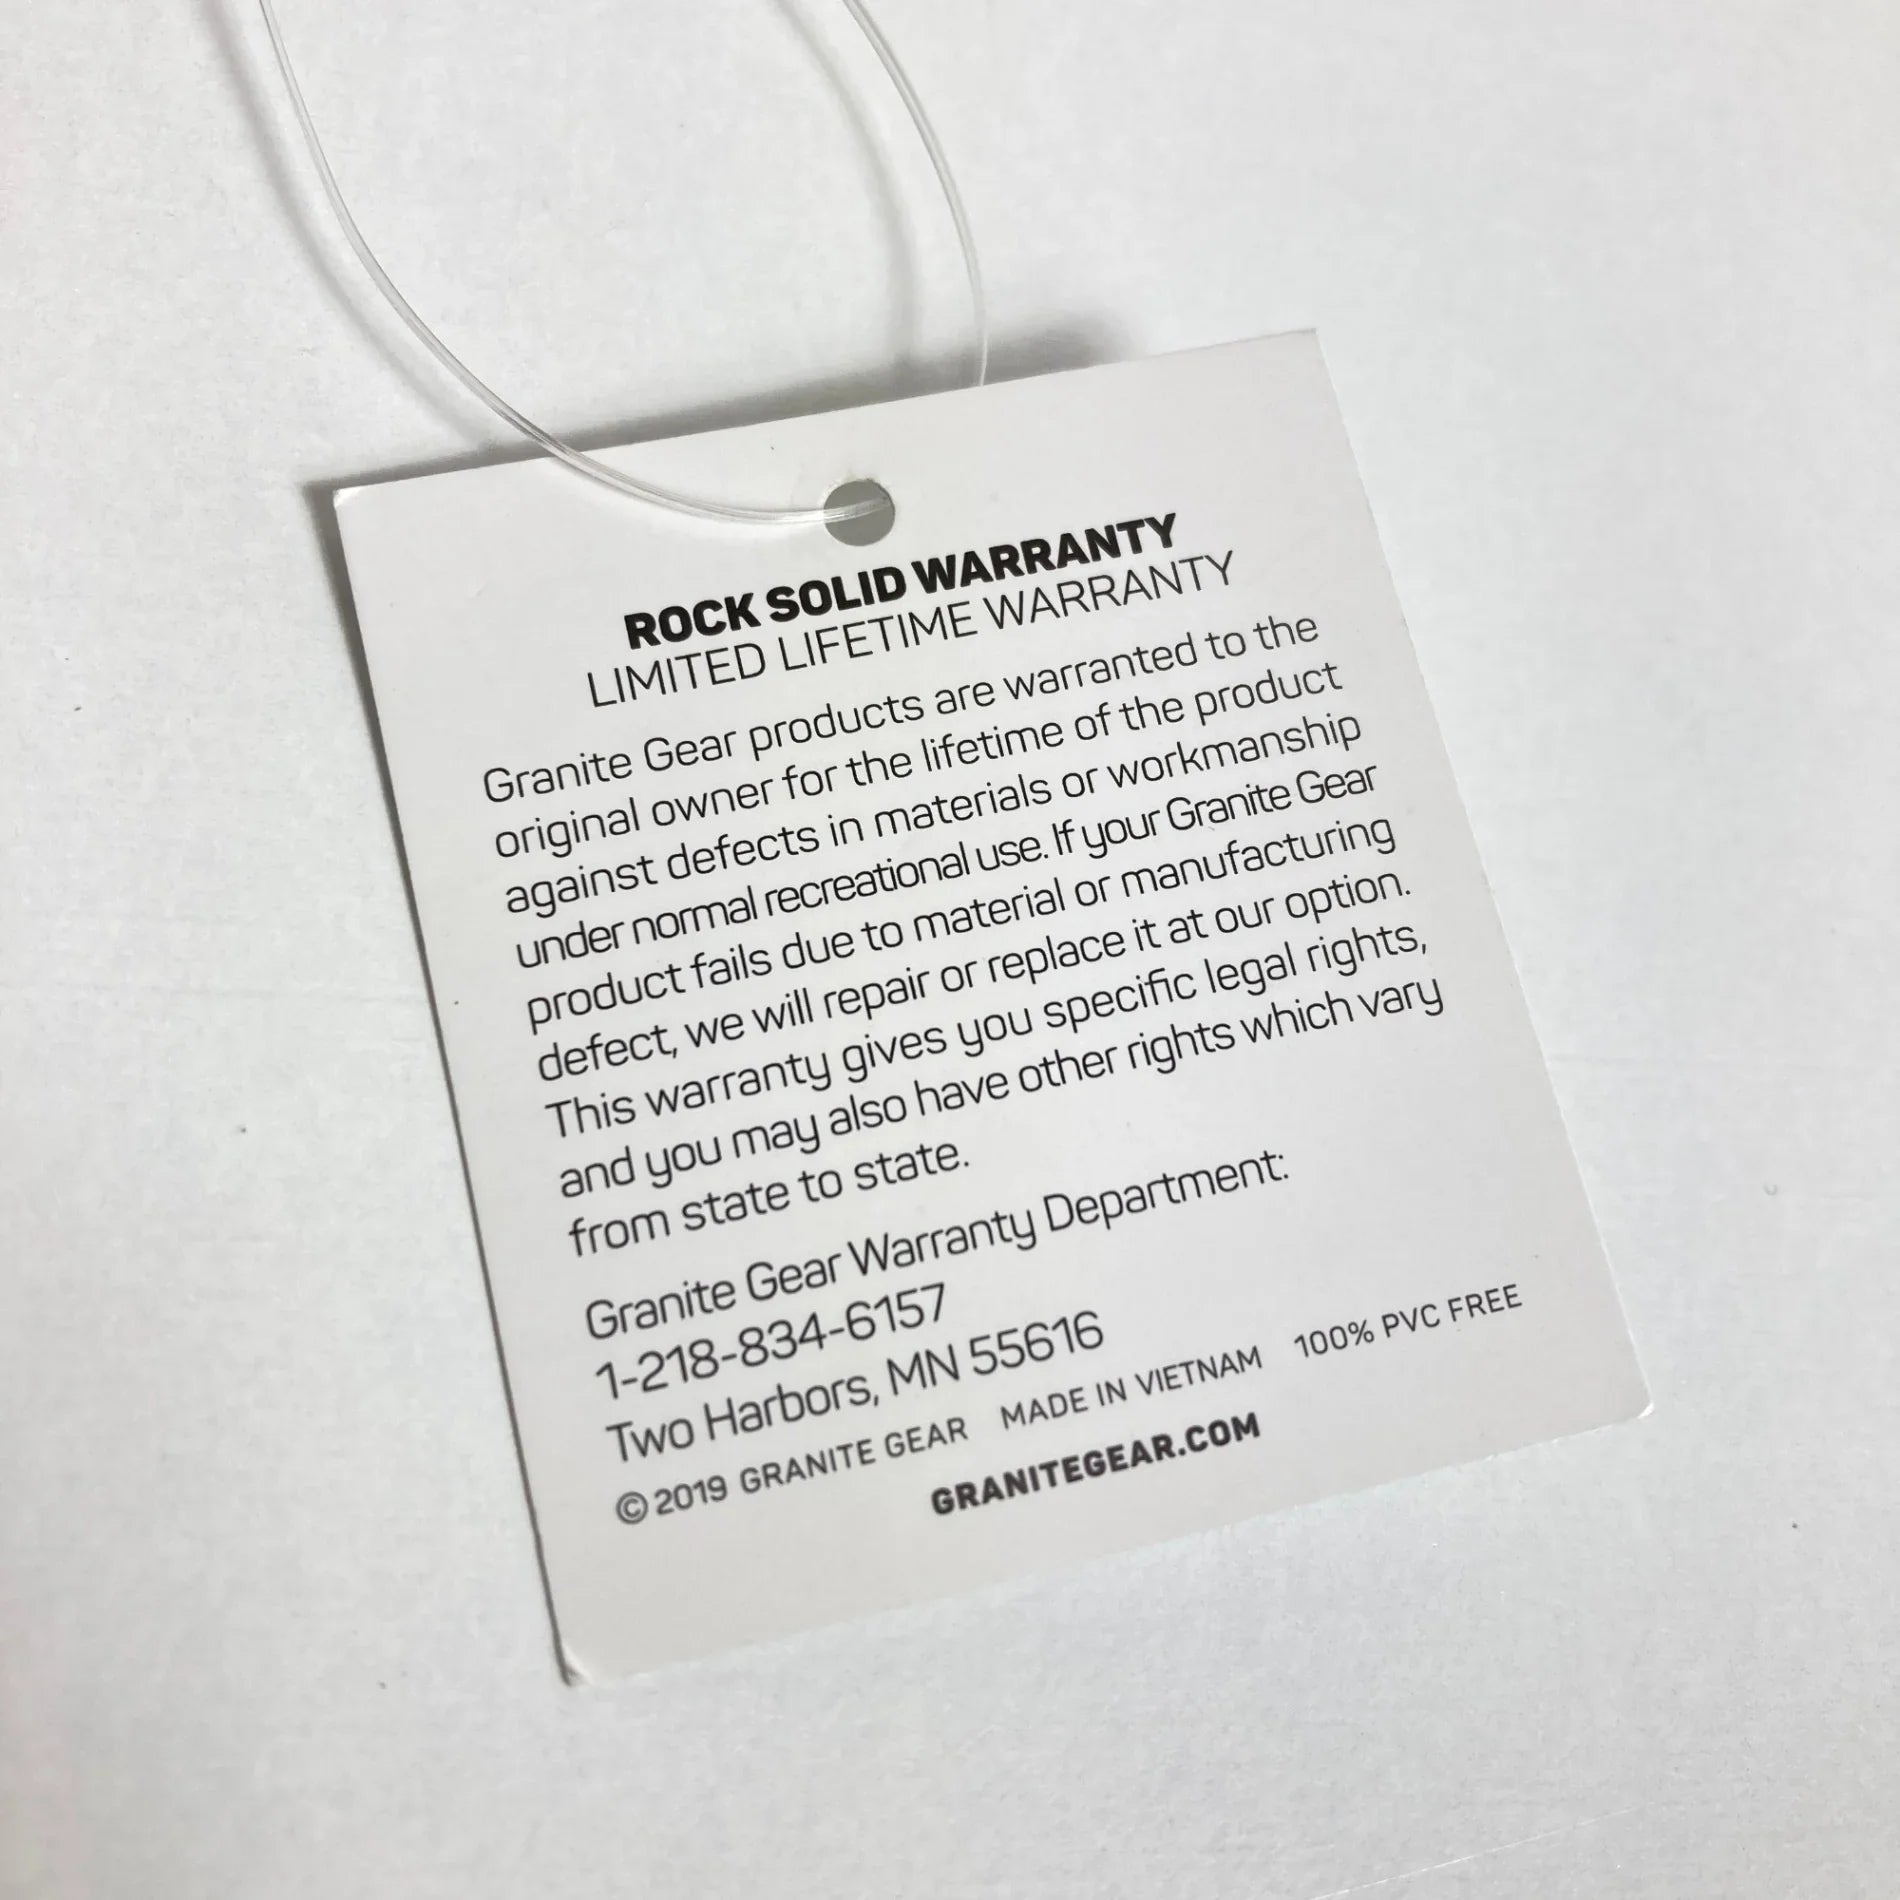 ROCK SOLID WARRANTY
LIMITED LIFETIME WARRANTY
Granite Gear products are warranted to the
original owner for the lifetime of the product
against defects in materials or workmanship
under normal recreational use. If your Granite Gear
product fails due to material or manufacturing
defect, we will repair or replace it at our option.
This warranty gives you specific legal rights,
and you may also have other rights which vary
from state to state.
Granite Gear Warranty Department:
1-218-834-6157
Two Harbors, MN 55616
© 2019 GRANITE GEAR MADE IN VIETNAM 100% PVC FREE
GRANITEGEAR.COM